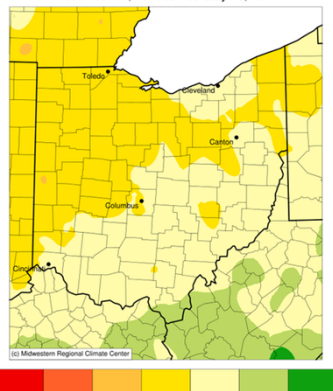 Toledo
Cleveland
Canton
Columbus
Cincinnati
(c) Midwestern Regional Climate Center